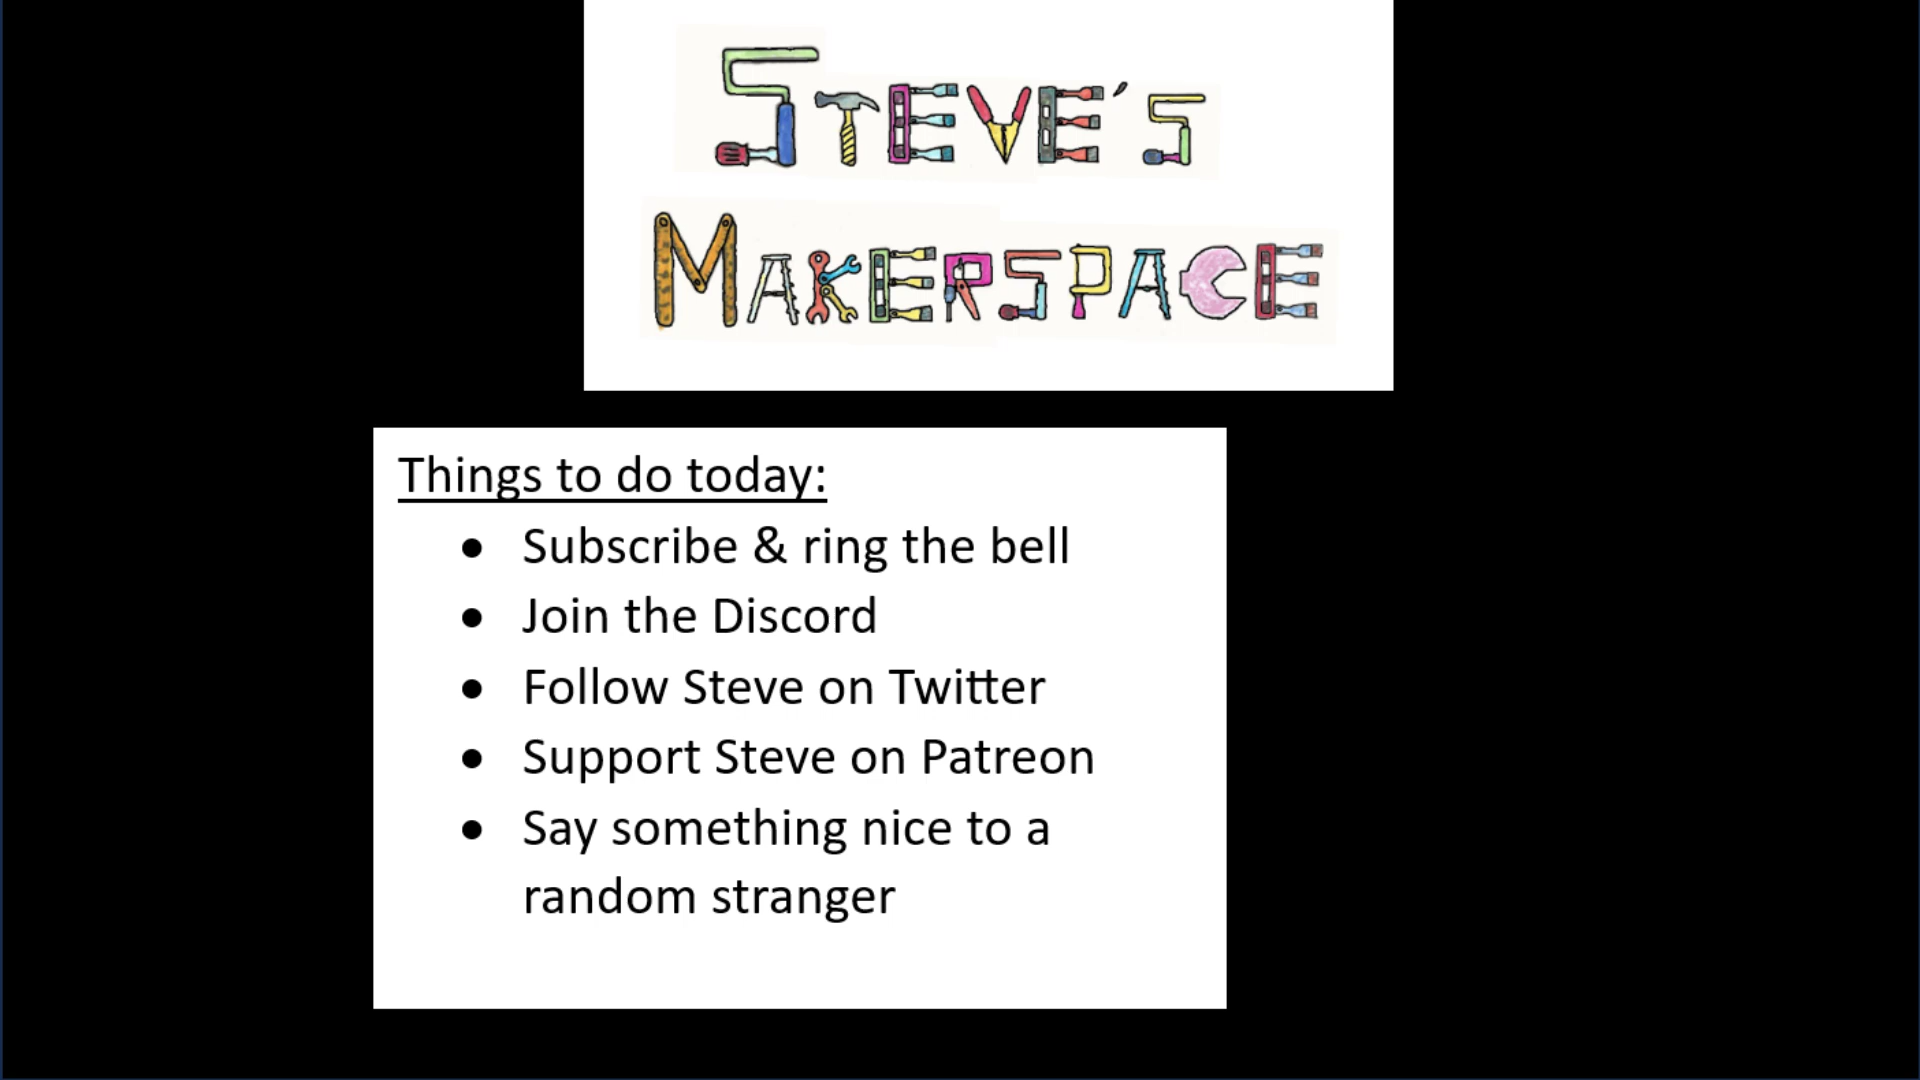 STEVE'S
MAKERSPACE
Things to do today:
• Subscribe & ring the bell
• Join the Discord
• Follow Steve on Twitter
• Support Steve on Patreon
• Say something nice to a
random stranger